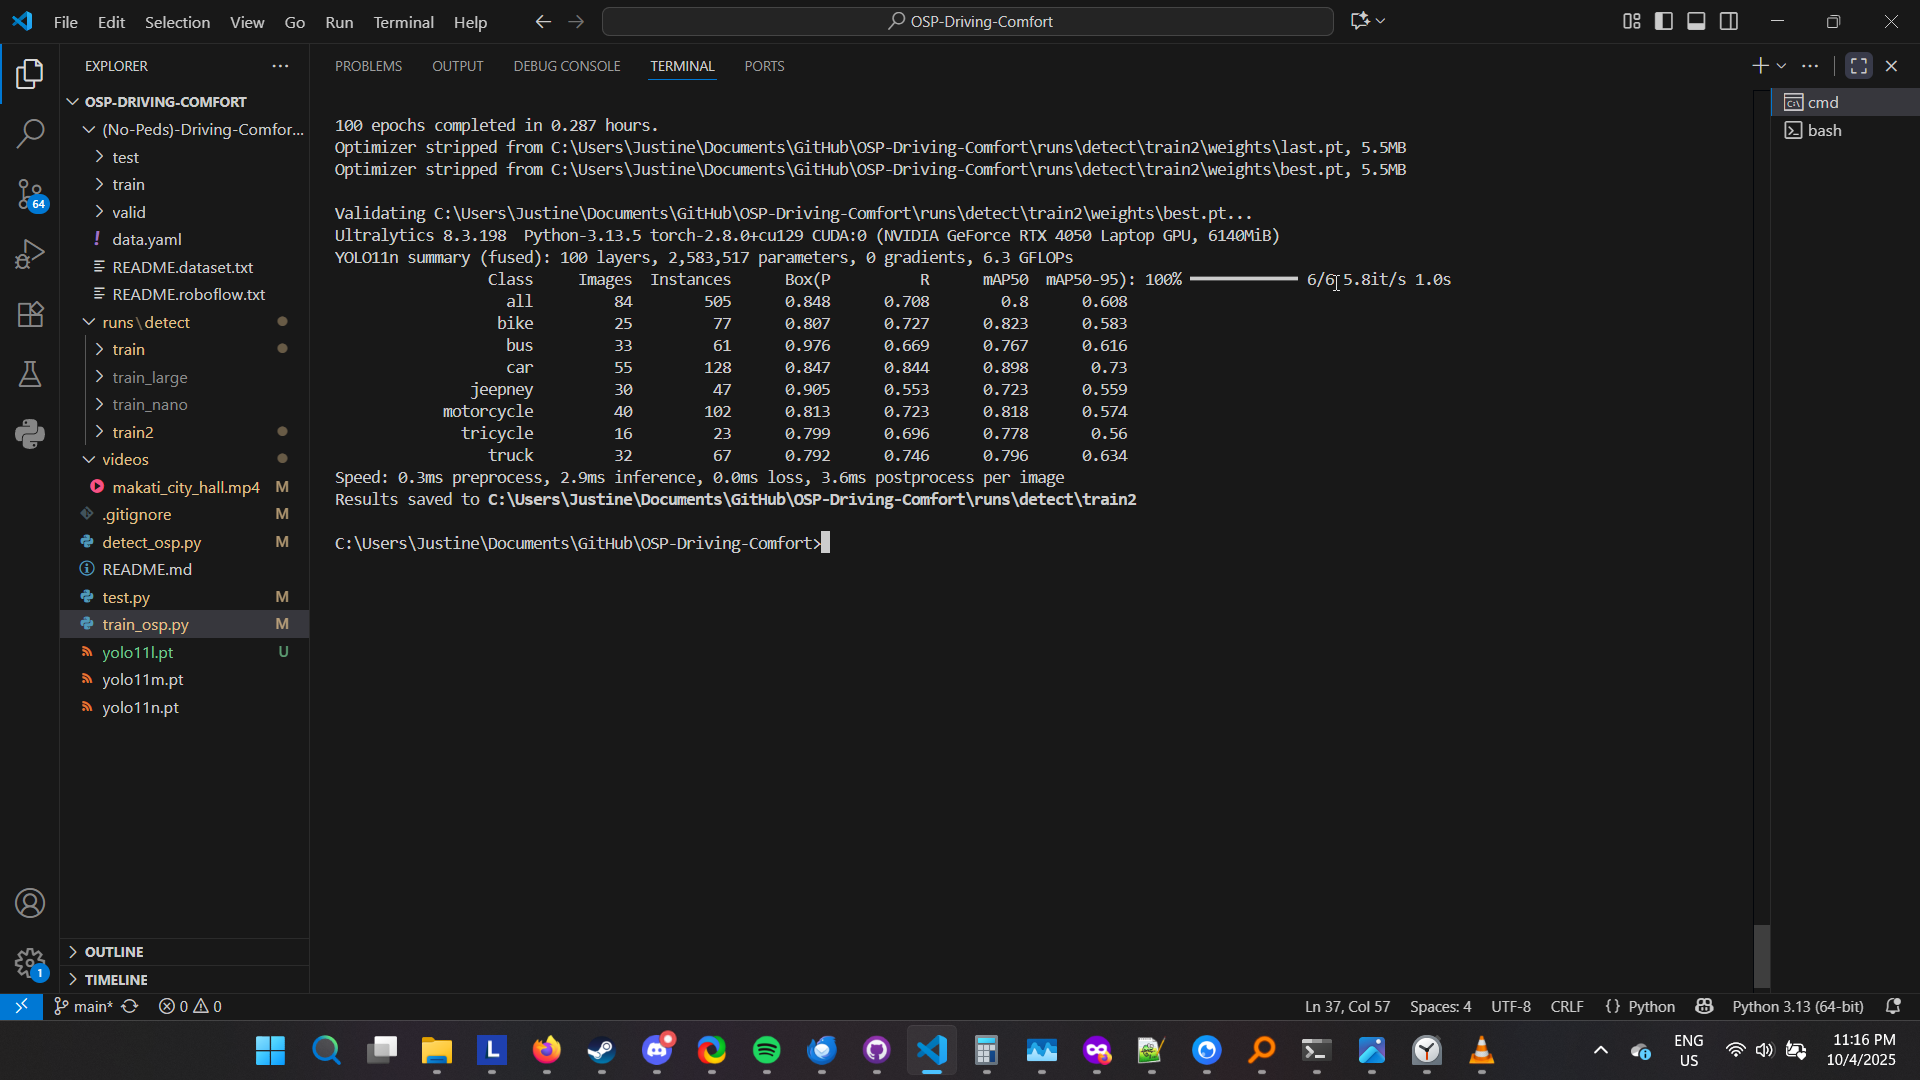 File Edit Selection View Go Run Terminal Help
OSP-Driving-Comfort
EXPLORER
OSP-DRIVING-COMFORT
(No-Peds)-Driving-Comfor...
test
train
valid
! data.yaml
README.dataset.txt
README.roboflow.txt
runs\detect
train
train_large
train_nano
train2
videos
makati_city_hall.mp4 M
.gitignore M
detect_osp.py M
README.md
test.py M
train_osp.py M
yolo11l.pt U
yolo11m.pt
yolo11n.pt
OUTLINE
TIMELINE
64
1
PROBLEMS OUTPUT DEBUG CONSOLE TERMINAL PORTS
cmd
bash
100 epochs completed in 0.287 hours.
Optimizer stripped from C:\Users\Justine\Documents\GitHub\OSP-Driving-Comfort\runs\detect\train2\weights\last.pt, 5.5MB
Optimizer stripped from C:\Users\Justine\Documents\GitHub\OSP-Driving-Comfort\runs\detect\train2\weights\best.pt, 5.5MB
Validating C:\Users\Justine\Documents\GitHub\OSP-Driving-Comfort\runs\detect\train2\weights\best.pt...
Ultralytics 8.3.198 Python-3.13.5 torch-2.8.0+cu129 CUDA:0 (NVIDIA GeForce RTX 4050 Laptop GPU, 6140MiB)
YOLO11n summary (fused): 100 layers, 2,583,517 parameters, 0 gradients, 6.3 GFLOPs
Class Images Instances Box(P R mAP50 mAP50-95): 100% 6/6 5.8it/s 1.0s
all 84 505 0.848 0.708 0.8 0.608
bike 25 77 0.807 0.727 0.823 0.583
bus 33 61 0.976 0.669 0.767 0.616
car 55 128 0.847 0.844 0.898 0.73
jeepney 30 47 0.905 0.553 0.723 0.559
motorcycle 40 102 0.813 0.723 0.818 0.574
tricycle 16 23 0.799 0.696 0.778 0.56
truck 32 67 0.792 0.746 0.796 0.634
Speed: 0.3ms preprocess, 2.9ms inference, 0.0ms loss, 3.6ms postprocess per image
Results saved to C:\Users\Justine\Documents\GitHub\OSP-Driving-Comfort\runs\detect\train2
C:\Users\Justine\Documents\GitHub\OSP-Driving-Comfort>
main* 0 0
Ln 37, Col 57 Spaces: 4 UTF-8 CRLF {} Python Python 3.13 (64-bit)
L
ENG
US
11:16 PM
10/4/2025